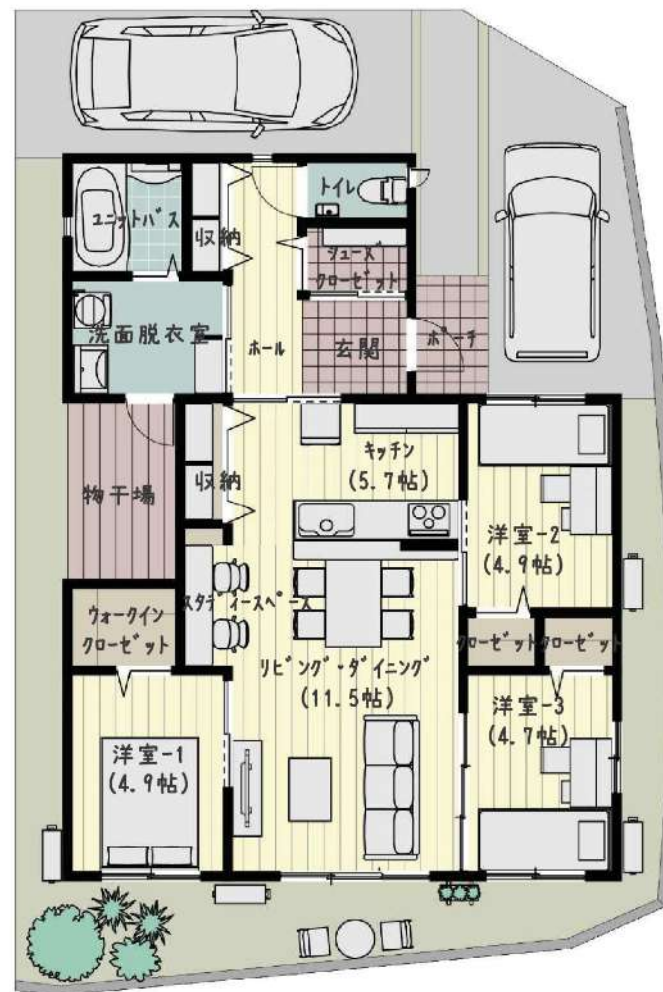 トイレ
ユニットバス
収納
シューズ
クローゼット
洗面脱衣室
ホール
玄関
ポーチ
キッチン
(5.7帖)
収納
物干場
洋室-2
(4.9帖)
スタディースペース
ウォークイン
クローゼット
クローゼット
クローゼット
リビング・ダイニング
(11.5帖)
洋室-3
(4.7帖)
洋室-1
(4.9帖)